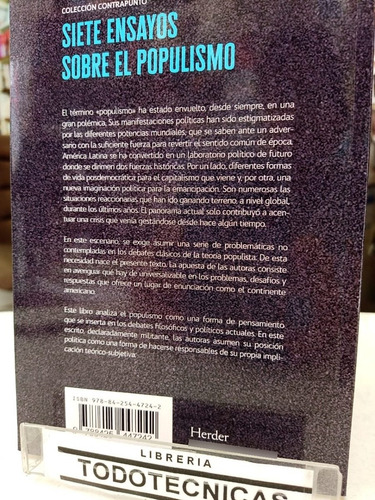 COLECCIÓN CONTRAPUNTO
SIETE ENSAYOS
SOBRE EL POPULISMO
El término «populismo» ha estado envuelto, desde siempre, en una
gran polémica. Sus manifestaciones políticas han sido estigmatizadas
por las diferentes potencias mundiales, que se saben ante un adver-
sario con la suficiente fuerza para revertir el sentido común de época.
América Latina se ha convertido en un laboratorio político de futuro
donde se dirimen dos fuerzas históricas: Por un lado, diferentes formas
de vida posdemocrática para el capitalismo que viene y, por otra, una
nueva imaginación política para la emancipación. Son numerosas las
situaciones reaccionarias que han ido ganando terreno, a nivel global,
durante los últimos años. El panorama actual solo contribuyó a acen-
tuar una crisis que venía gestándose desde hace algún tiempo.
En este escenario, se exige asumir una serie de problemáticas no
contempladas en los debates clásicos de la teoría populista. De esta
necesidad nace el presente texto. La apuesta de las autoras consiste
en averiguar qué hay de universalizable en los problemas, desafíos y
respuestas que ofrece un lugar de enunciación como el continente
americano.
Este libro analiza el populismo como una forma de pensamiento
que se inserta en los debates filosóficos y políticos actuales. En este
escrito, declaradamente militante, las autoras asumen su posición
política como una forma de hacerse responsables de su propia impli-
cación teórico-subjetiva.
ISBN 978-84-254-4724-2
9 788425 447242
Herder
LIBRERIA
TODOTECNICAS